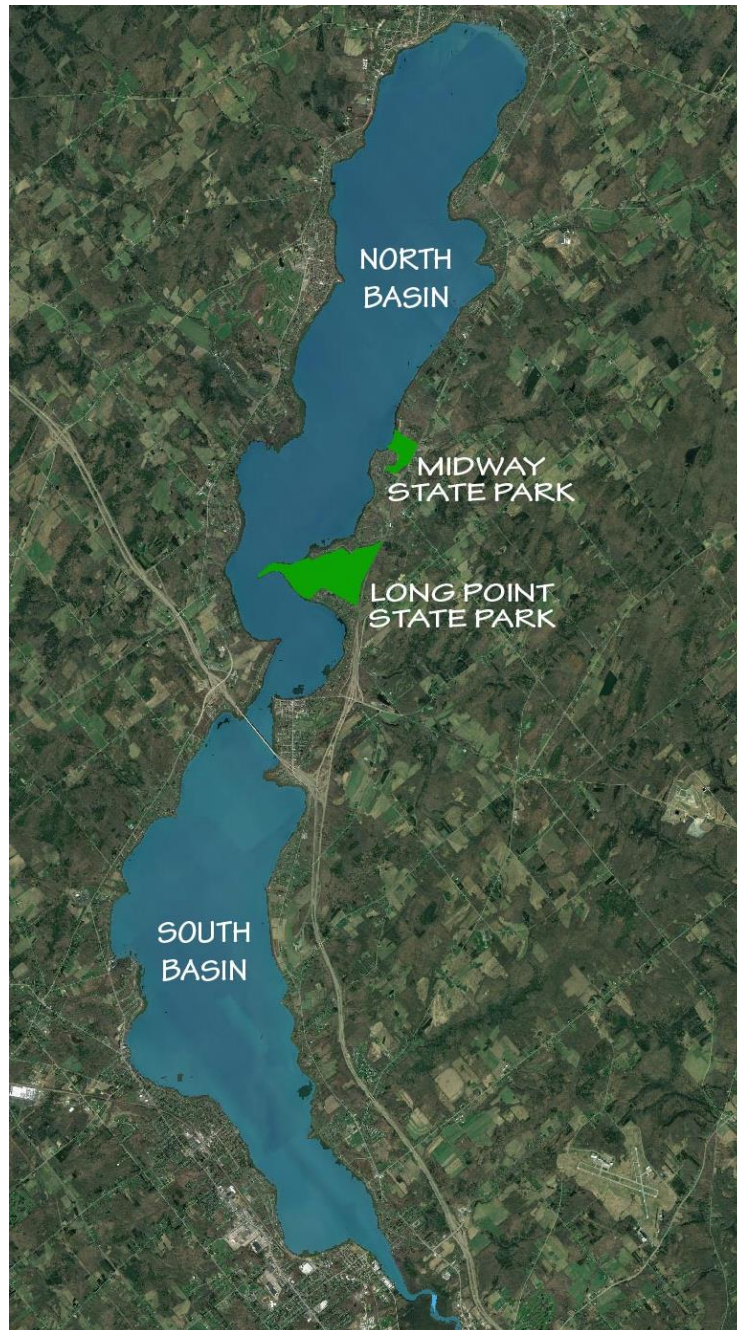 NORTH
BASIN
MIDWAY
STATE PARK
LONG POINT
STATE PARK
SOUTH
BASIN